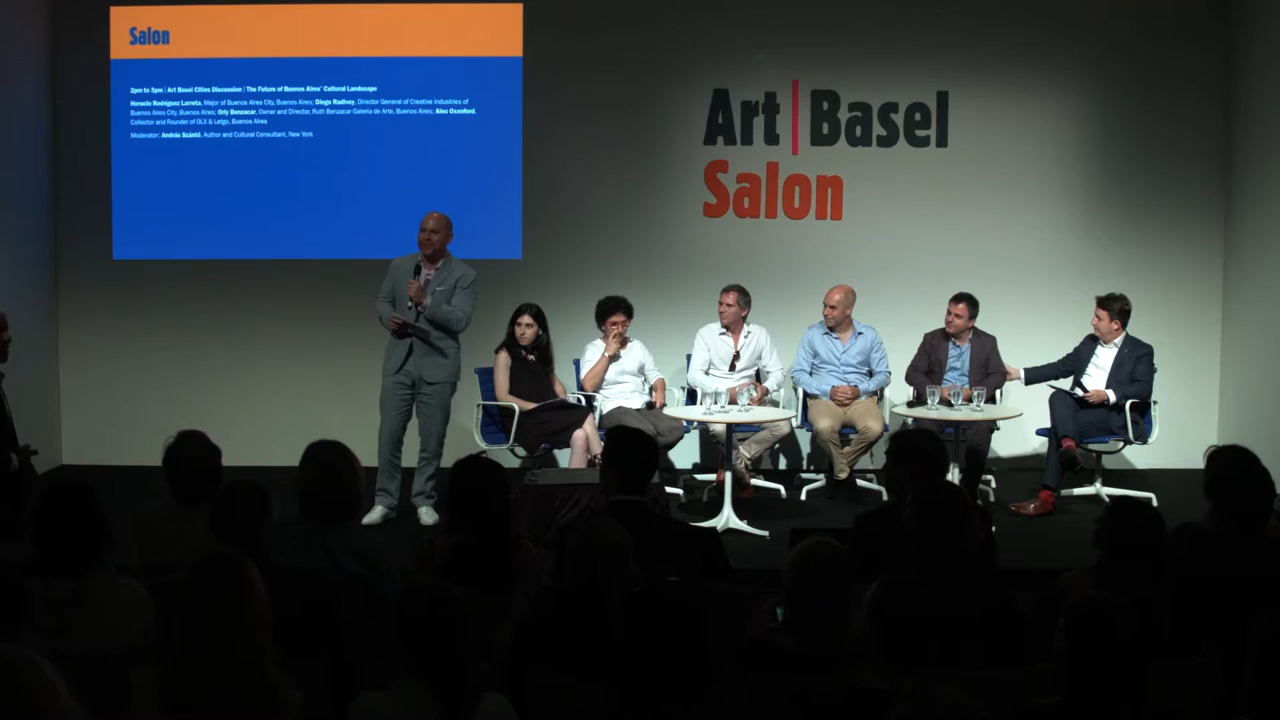 Salon
2pm to 3pm | Art Basel Cities Discussion | The Future of Buenos Aires' Cultural Landscape
Horacio Rodríguez Larreta, Major of Buenos Aires City, Buenos Aires; Diego Radivoy, Director General of Creative Industries of
Buenos Aires City, Buenos Aires; Orly Benzacar, Owner and Director, Ruth Benzacar Galería de Arte, Buenos Aires; Alec Oxenford,
Collector and Founder of OLX & Letgo, Buenos Aires
Moderator: András Szántó, Author and Cultural Consultant, New York
Art | Basel
Salon